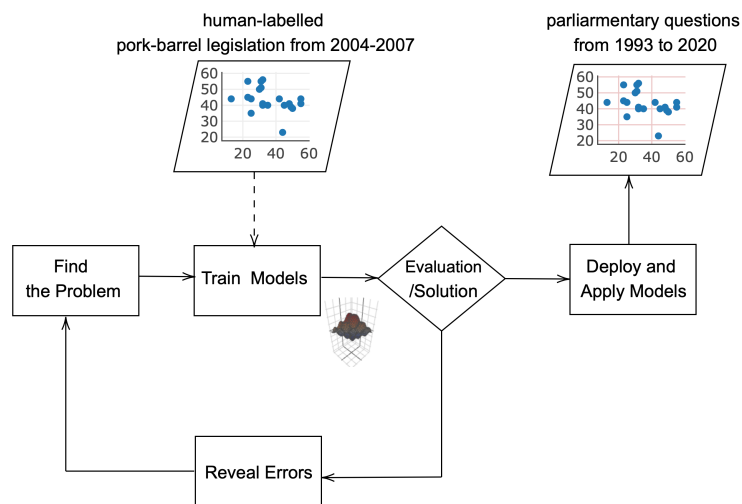 human-labelled
pork-barrel legislation from 2004-2007
60
50
40
30
20
20 40 60
parliarmentary questions
from 1993 to 2020
60
50
40
30
20
20 40 60
Find
the Problem
Train Models
Evaluation
/Solution
Deploy and
Apply Models
Reveal Errors